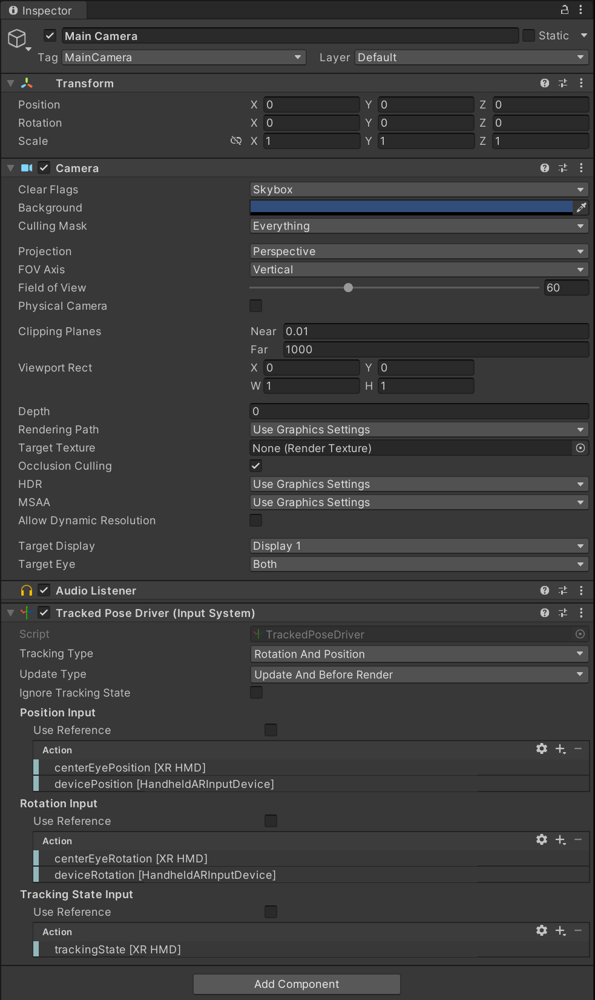 Inspector
Main Camera Static
Tag MainCamera Layer Default
Transform
Position X 0 Y 0 Z 0
Rotation X 0 Y 0 Z 0
Scale X 1 Y 1 Z 1
Camera
Clear Flags Skybox
Background
Culling Mask Everything
Projection Perspective
FOV Axis Vertical
Field of View 60
Physical Camera
Clipping Planes Near 0.01
Far 1000
Viewport Rect X 0 Y 0
W 1 H 1
Depth 0
Rendering Path Use Graphics Settings
Target Texture None (Render Texture)
Occlusion Culling
HDR Use Graphics Settings
MSAA Use Graphics Settings
Allow Dynamic Resolution
Target Display Display 1
Target Eye Both
Audio Listener
Tracked Pose Driver (Input System)
Script TrackedPoseDriver
Tracking Type Rotation And Position
Update Type Update And Before Render
Ignore Tracking State
Position Input
Use Reference
Action
centerEyePosition [XR HMD]
devicePosition [HandheldARInputDevice]
Rotation Input
Use Reference
Action
centerEyeRotation [XR HMD]
deviceRotation [HandheldARInputDevice]
Tracking State Input
Use Reference
Action
trackingState [XR HMD]
Add Component